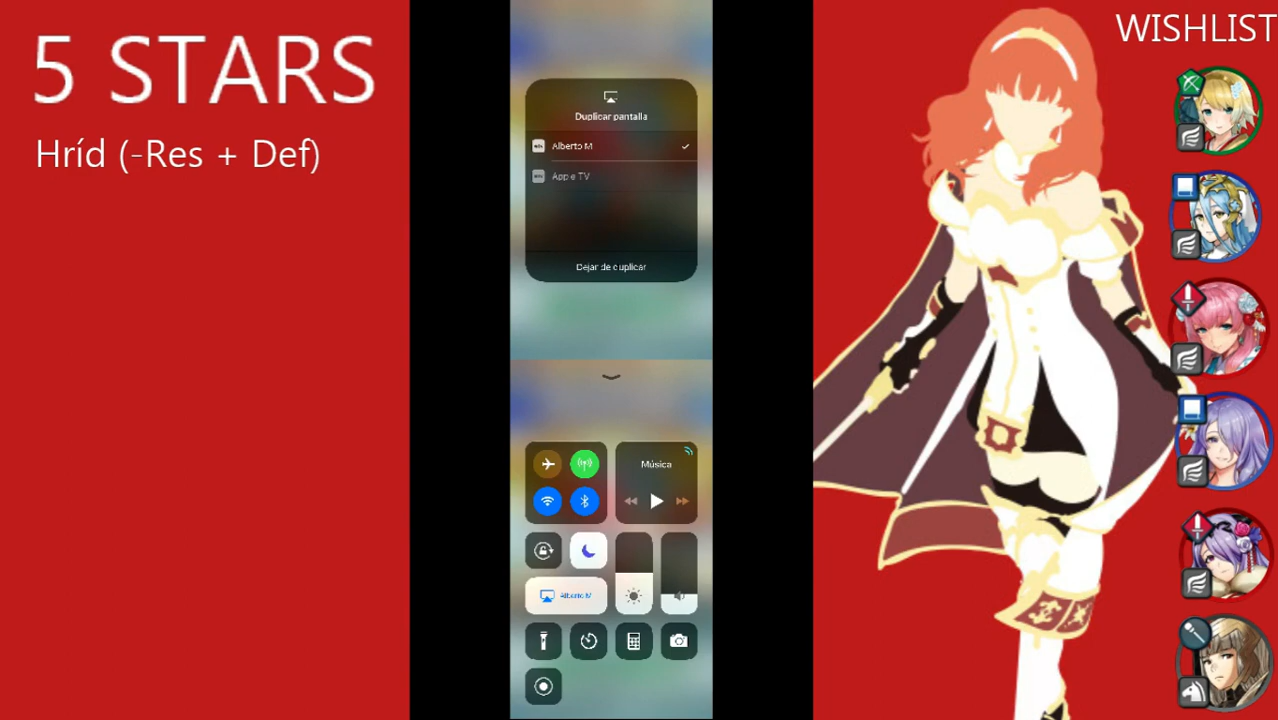 5 STARS
Hríd (-Res + Def)
Duplicar pantalla
Alberto M
Apple TV
Dejar de duplicar
Música
Alberto M
WISHLIST